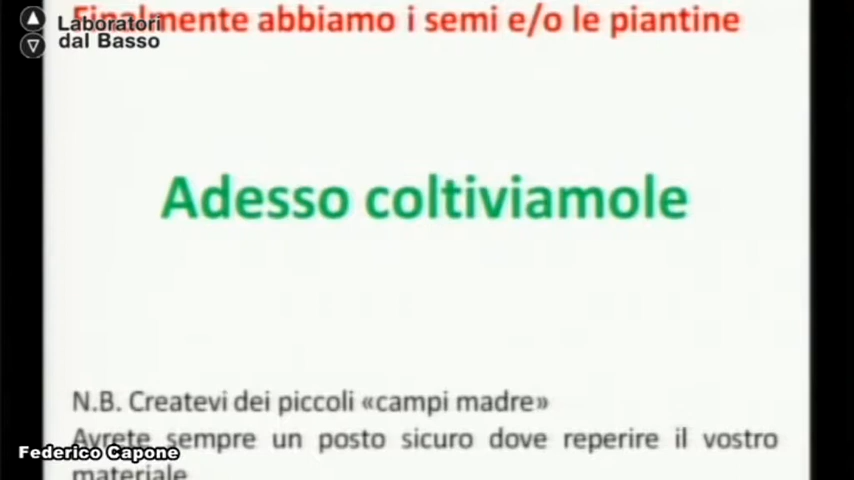 Finalmente abbiamo i semi e/o le piantine
Laboratori
dal Basso
Adesso coltiviamole
N.B. Createvi dei piccoli «campi madre»
Avrete sempre un posto sicuro dove reperire il vostro
materiale
Federico Capone